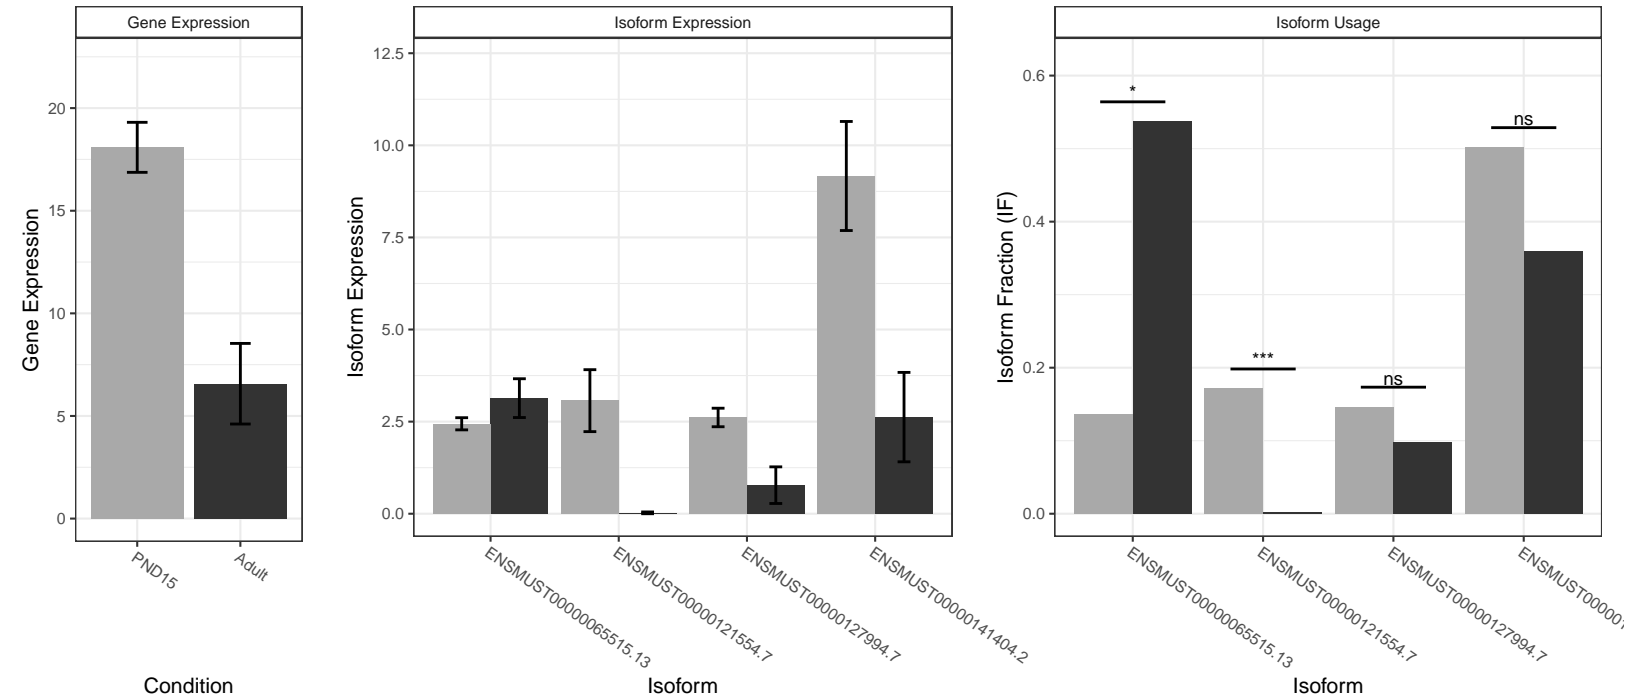 Gene Expression
Isoform Expression
Isoform Usage
Gene Expression
20
15
10
5
0
PND15
Adult
Condition
Isoform Expression
12.5
10.0
7.5
5.0
2.5
0.0
ENSMUST00000065515.13
ENSMUST00000121554.7
ENSMUST00000127994.7
ENSMUST00000141404.2
Isoform
Isoform Fraction (IF)
0.6
0.4
0.2
0.0
*
***
ns
ns
ENSMUST00000065515.13
ENSMUST00000121554.7
ENSMUST00000127994.7
Isoform